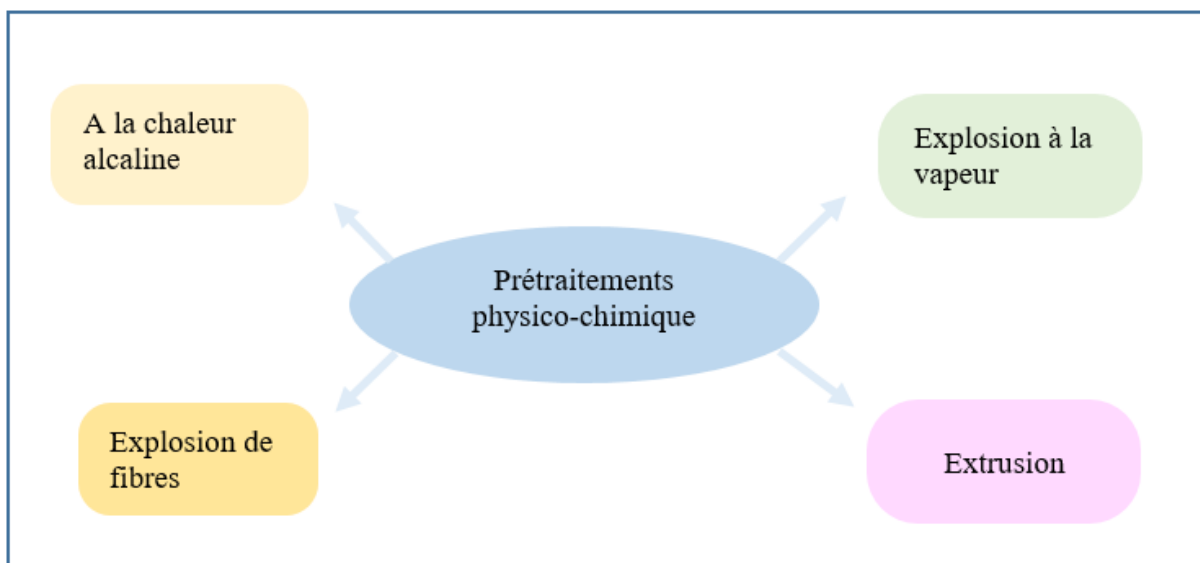 A la chaleur
alcaline
Explosion à la
vapeur
Prétraitements
physico-chimique
Explosion de
fibres
Extrusion